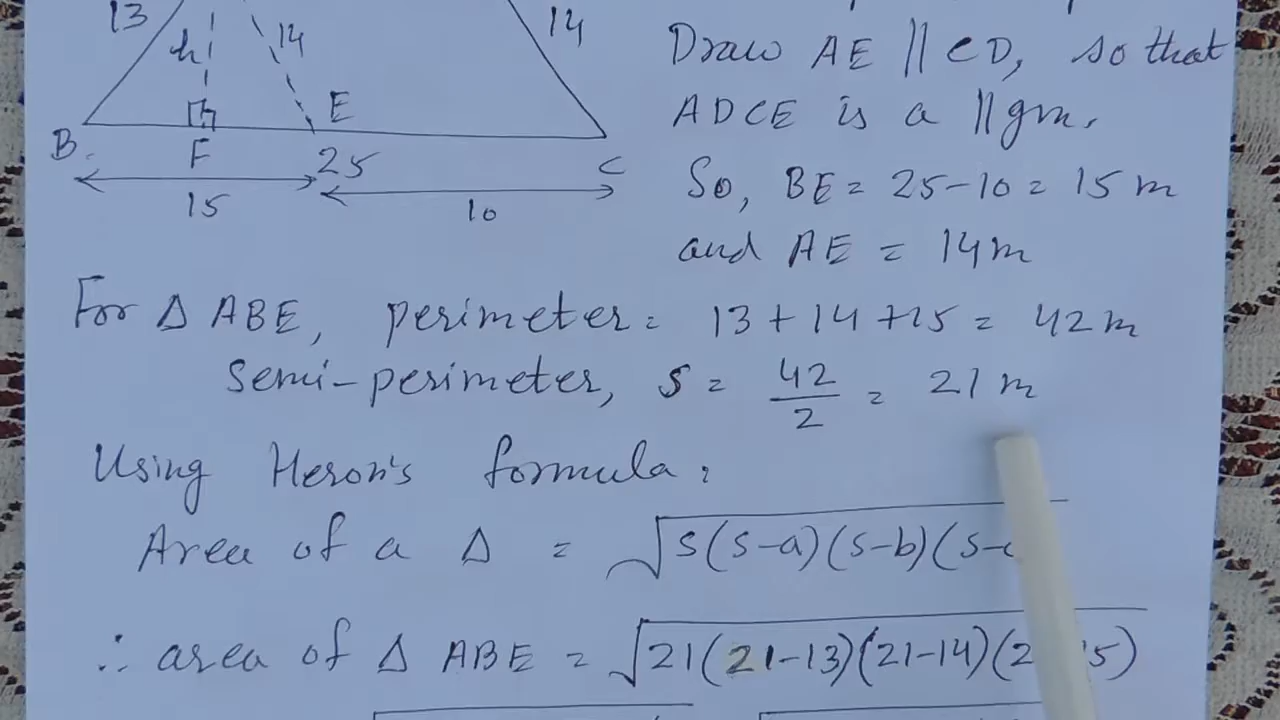 13
h
14
14
B
F
E
25
C
15
10
Draw AE || CD, so that
ADCE is a ||gm.
So, BE = 25-10 = 15 m
and AE = 14m
For Δ ABE, perimeter = 13+14+15 = 42 m
Semi-perimeter, s = 42/2 = 21 m
Using Heron's formula,
Area of a Δ = √s(s-a)(s-b)(s-
∴ area of Δ ABE = √21(21-13)(21-14)(2 15)